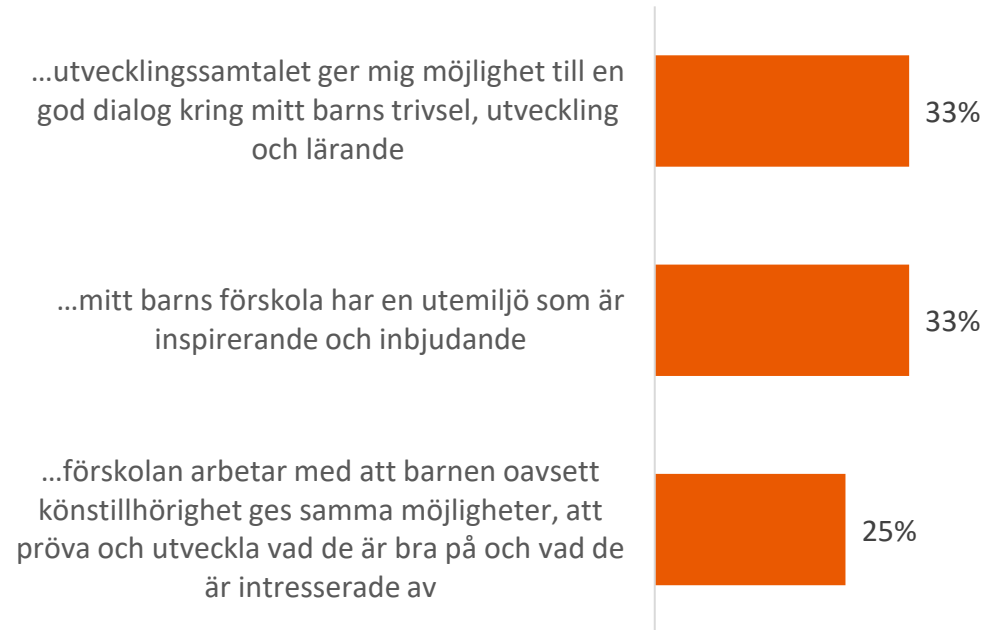 ...utvecklingssamtalet ger mig möjlighet till en
god dialog kring mitt barns trivsel, utveckling
och lärande
33%
...mitt barns förskola har en utemiljö som är
inspirerande och inbjudande
33%
...förskolan arbetar med att barnen oavsett
könstillhörighet ges samma möjligheter, att
pröva och utveckla vad de är bra på och vad de
är intresserade av
25%